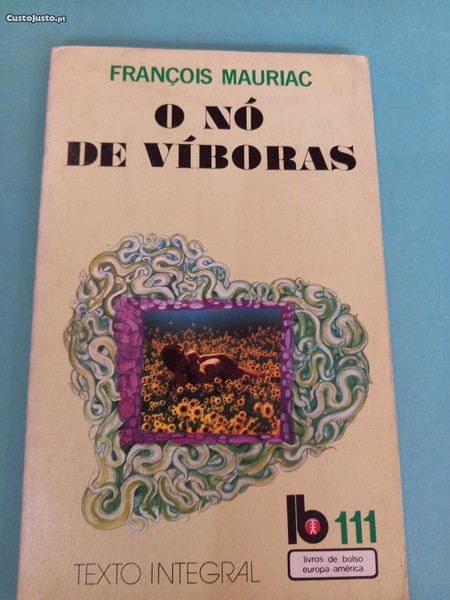 CustoJusto.pt
FRANÇOIS MAURIAC
O NÓ
DE VÍBORAS
lb 111
livros de bolso
europa-américa
TEXTO INTEGRAL